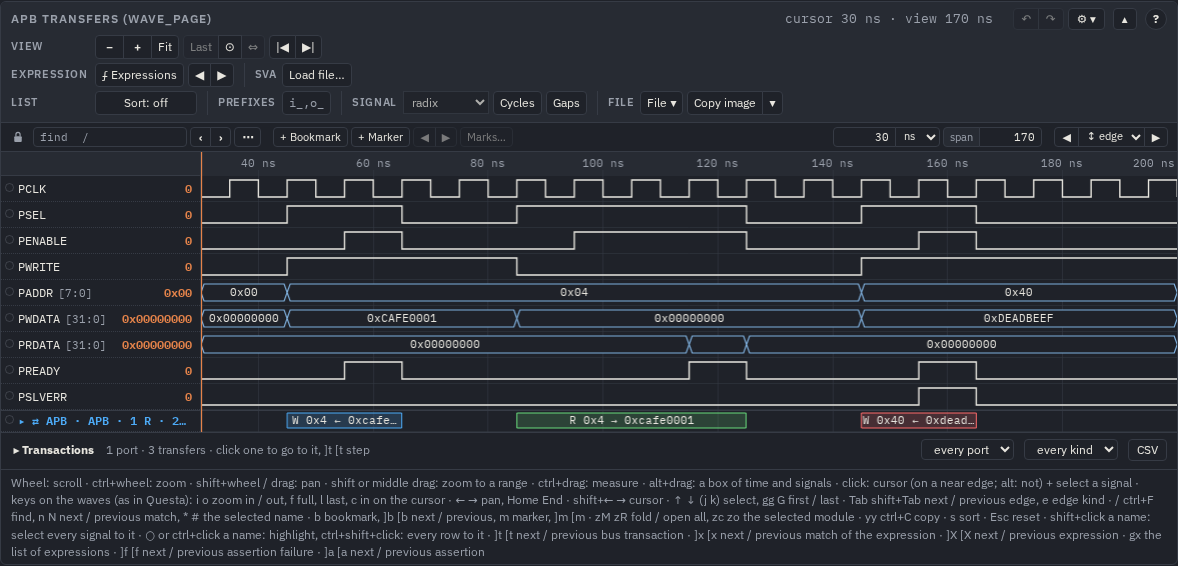 APB TRANSFERS (WAVE_PAGE) cursor 30 ns · view 170 ns ↶ ↷ ⚙ ▾ ▲ ?
VIEW − + Fit Last ⊙ ⇔ |◀ ▶|
EXPRESSION ⨍ Expressions ◀ ▶ SVA Load file…
LIST Sort: off PREFIXES i_,o_ SIGNAL radix Cycles Gaps FILE File ▾ Copy image ▾
find / ‹ › ⋯ + Bookmark + Marker ◀ ▶ Marks… 30 ns span 170 ◀ ↕ edge ▶
40 ns 60 ns 80 ns 100 ns 120 ns 140 ns 160 ns 180 ns 200 ns
PCLK 0
PSEL 0
PENABLE 0
PWRITE 0
PADDR [7:0] 0x00 0x00 0x04 0x40
PWDATA [31:0] 0x00000000 0x00000000 0xCAFE0001 0x00000000 0xDEADBEEF
PRDATA [31:0] 0x00000000 0x00000000 0x00000000
PREADY 0
PSLVERR 0
▸ ⇄ APB · APB · 1 R · 2… W 0x4 ← 0xcafe… R 0x4 → 0xcafe0001 W 0x40 ← 0xdead…
▸ Transactions 1 port · 3 transfers · click one to go to it, ]t [t step every port every kind CSV
Wheel: scroll · ctrl+wheel: zoom · shift+wheel / drag: pan · shift or middle drag: zoom to a range · ctrl+drag: measure · alt+drag: a box of time and signals · click: cursor (on a near edge; alt: not) + select a signal ·
keys on the waves (as in Questa): i o zoom in / out, f full, l last, c in on the cursor · ←→ pan, Home End · shift+←→ cursor · ↑ ↓ (j k) select, gg G first / last · Tab shift+Tab next / previous edge, e edge kind · / ctrl+F
find, n N next / previous match, * # the selected name · b bookmark, ]b [b next / previous, m marker, ]m [m · zM zR fold / open all, zc zo the selected module · yy ctrl+C copy · s sort · Esc reset · shift+click a name:
select every signal to it · ○ or ctrl+click a name: highlight, ctrl+shift+click: every row to it · ]t [t next / previous bus transaction · ]x [x next / previous match of the expression · ]X [X next / previous expression · gx the
list of expressions · ]f [f next / previous assertion failure · ]a [a next / previous assertion